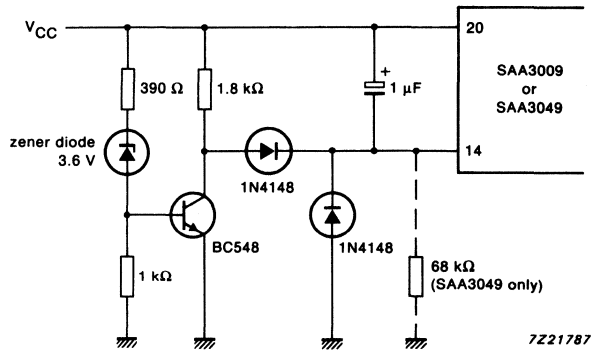 VCC
20
390 Ω
1.8 kΩ
+
1 μF
SAA3009
or
SAA3049
zener diode
3.6 V
14
1N4148
BC548
1N4148
1 kΩ
68 kΩ
(SAA3049 only)
7Z21787